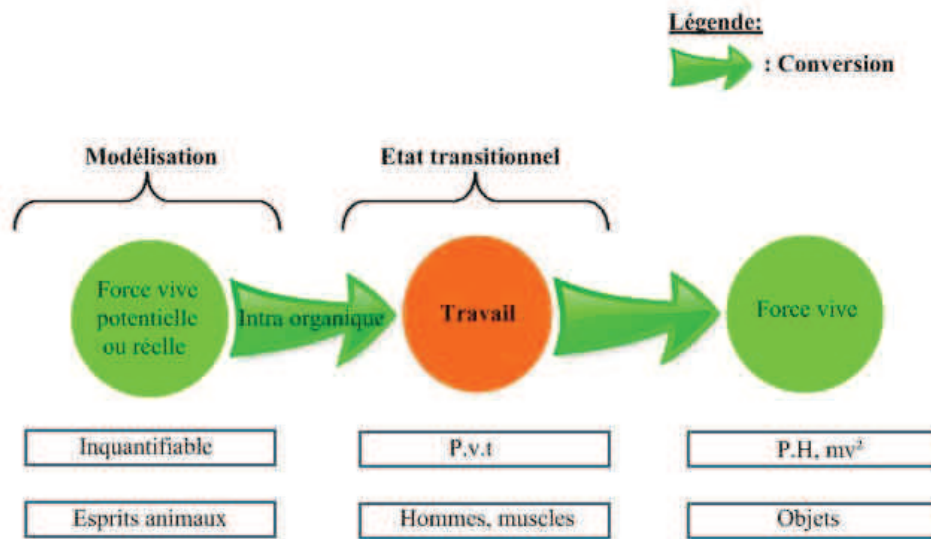 Légende:
: Conversion
Modélisation
Etat transitionnel
Force vive
potentielle
ou réelle
Intra organique
Travail
Force vive
Inquantifiable
P.v.t
P.H, mv²
Esprits animaux
Hommes, muscles
Objets